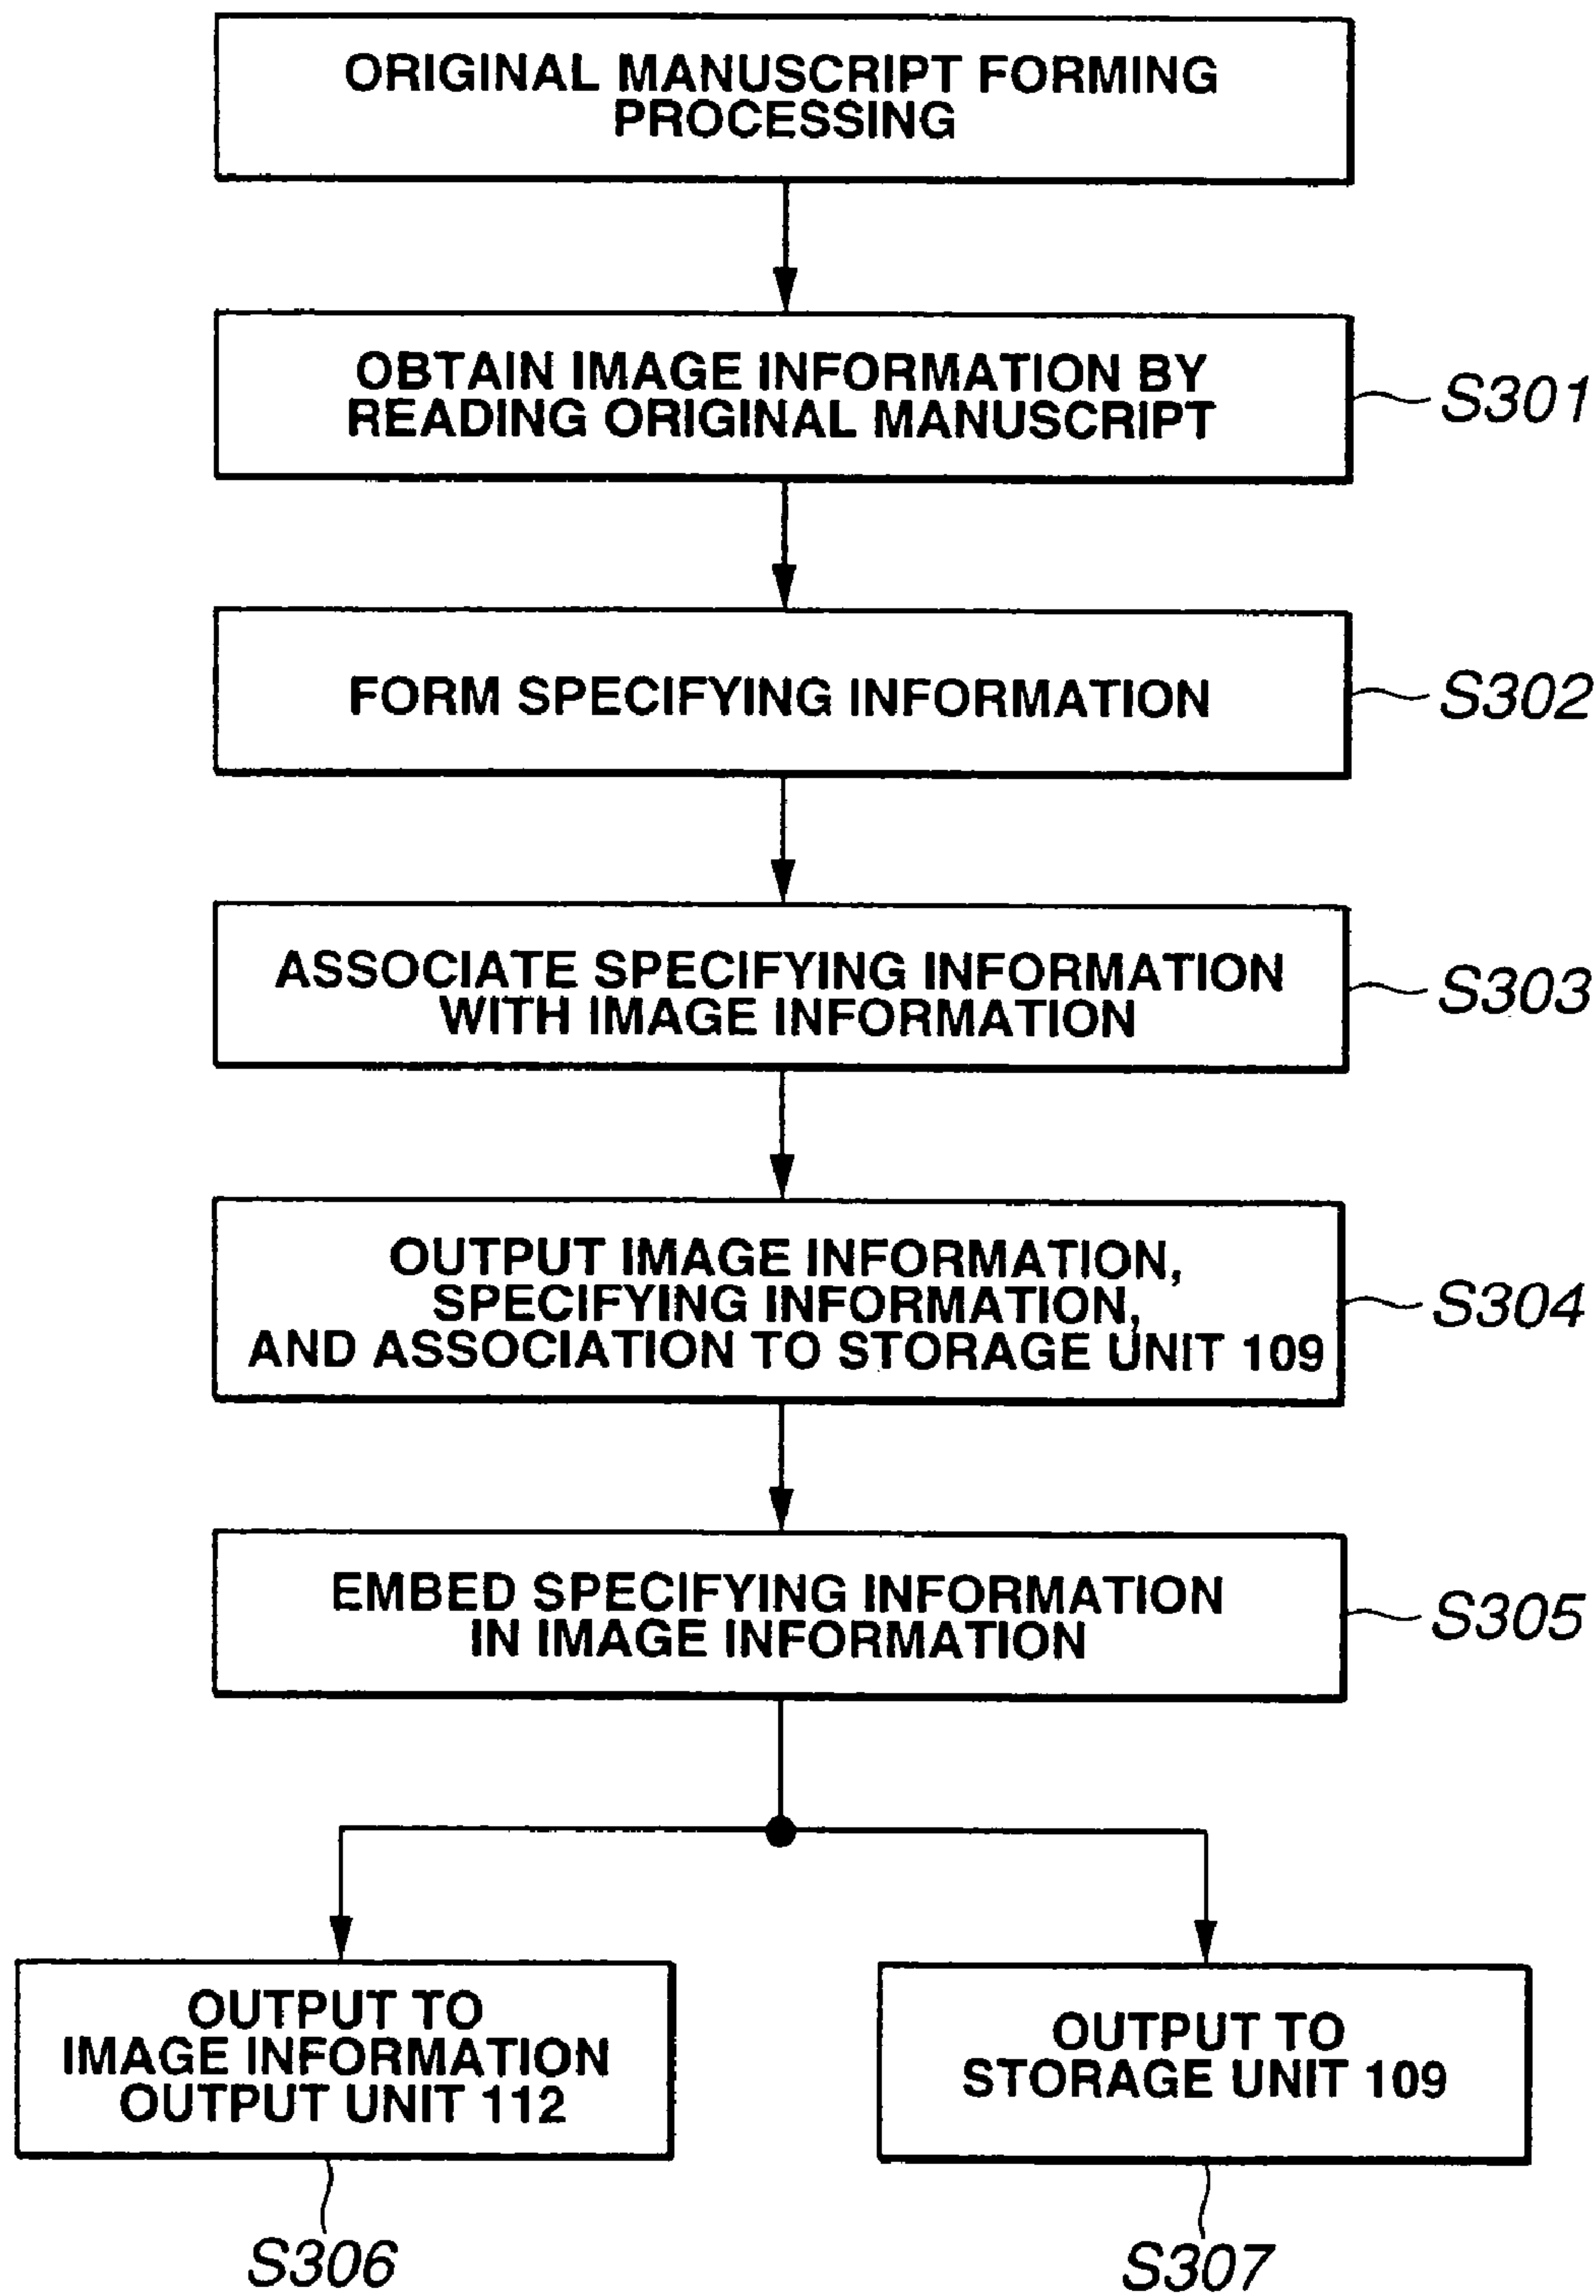 ORIGINAL MANUSCRIPT FORMING
PROCESSING
OBTAIN IMAGE INFORMATION BY
READING ORIGINAL MANUSCRIPT
S301
FORM SPECIFYING INFORMATION
S302
ASSOCIATE SPECIFYING INFORMATION
WITH IMAGE INFORMATION
S303
OUTPUT IMAGE INFORMATION,
SPECIFYING INFORMATION,
AND ASSOCIATION TO STORAGE UNIT 109
S304
EMBED SPECIFYING INFORMATION
IN IMAGE INFORMATION
S305
OUTPUT TO
IMAGE INFORMATION
OUTPUT UNIT 112
S306
OUTPUT TO
STORAGE UNIT 109
S307